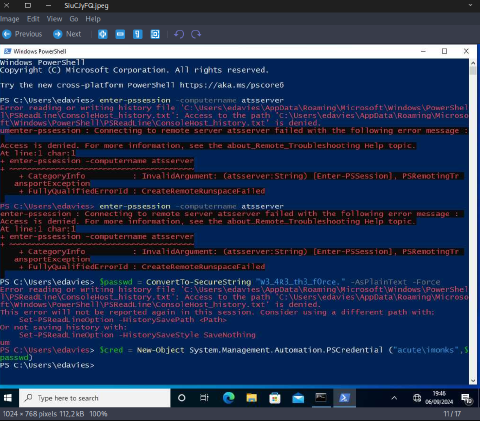 SluCJyFQ.jpeg
Image Edit View Go Help
Previous Next
Windows PowerShell
Windows PowerShell
Copyright (C) Microsoft Corporation. All rights reserved.
Try the new cross-platform PowerShell https://aka.ms/pscore6
PS C:\Users\edavies> enter-pssession -computername atsserver
Error reading or writing history file 'C:\Users\edavies\AppData\Roaming\Microsoft\Windows\PowerShel
l\PSReadLine\ConsoleHost_history.txt': Access to the path 'C:\Users\edavies\AppData\Roaming\Microso
ft\Windows\PowerShell\PSReadLine\ConsoleHost_history.txt' is denied.
umenter-pssession : Connecting to remote server atsserver failed with the following error message :
Access is denied. For more information, see the about_Remote_Troubleshooting Help topic.
At line:1 char:1
+ enter-pssession -computername atsserver
+ ~~~~~~~~~~~~~~~~~~~~~~~~~~~~~~~~~~~~~~~
+ CategoryInfo : InvalidArgument: (atsserver:String) [Enter-PSSession], PSRemotingTr
ansportException
+ FullyQualifiedErrorId : CreateRemoteRunspaceFailed
PS C:\Users\edavies> enter-pssession -computername atsserver
enter-pssession : Connecting to remote server atsserver failed with the following error message :
Access is denied. For more information, see the about_Remote_Troubleshooting Help topic.
At line:1 char:1
+ enter-pssession -computername atsserver
+ ~~~~~~~~~~~~~~~~~~~~~~~~~~~~~~~~~~~~~~~
+ CategoryInfo : InvalidArgument: (atsserver:String) [Enter-PSSession], PSRemotingTr
ansportException
+ FullyQualifiedErrorId : CreateRemoteRunspaceFailed
PS C:\Users\edavies> $passwd = ConvertTo-SecureString "W3_4R3_th3_f0rce." -AsPlainText -Force
Error reading or writing history file 'C:\Users\edavies\AppData\Roaming\Microsoft\Windows\PowerShel
l\PSReadLine\ConsoleHost_history.txt': Access to the path 'C:\Users\edavies\AppData\Roaming\Microso
ft\Windows\PowerShell\PSReadLine\ConsoleHost_history.txt' is denied.
This error will not be reported again in this session. Consider using a different path with:
Set-PSReadLineOption -HistorySavePath <Path>
Or not saving history with:
Set-PSReadLineOption -HistorySaveStyle SaveNothing
um
PS C:\Users\edavies> $cred = New-Object System.Management.Automation.PSCredential ("acute\imonks",$
passwd)
PS C:\Users\edavies>
Type here to search
19:46
06/09/2024
1024 × 768 pixels 112,2 kB 100%
11 / 17